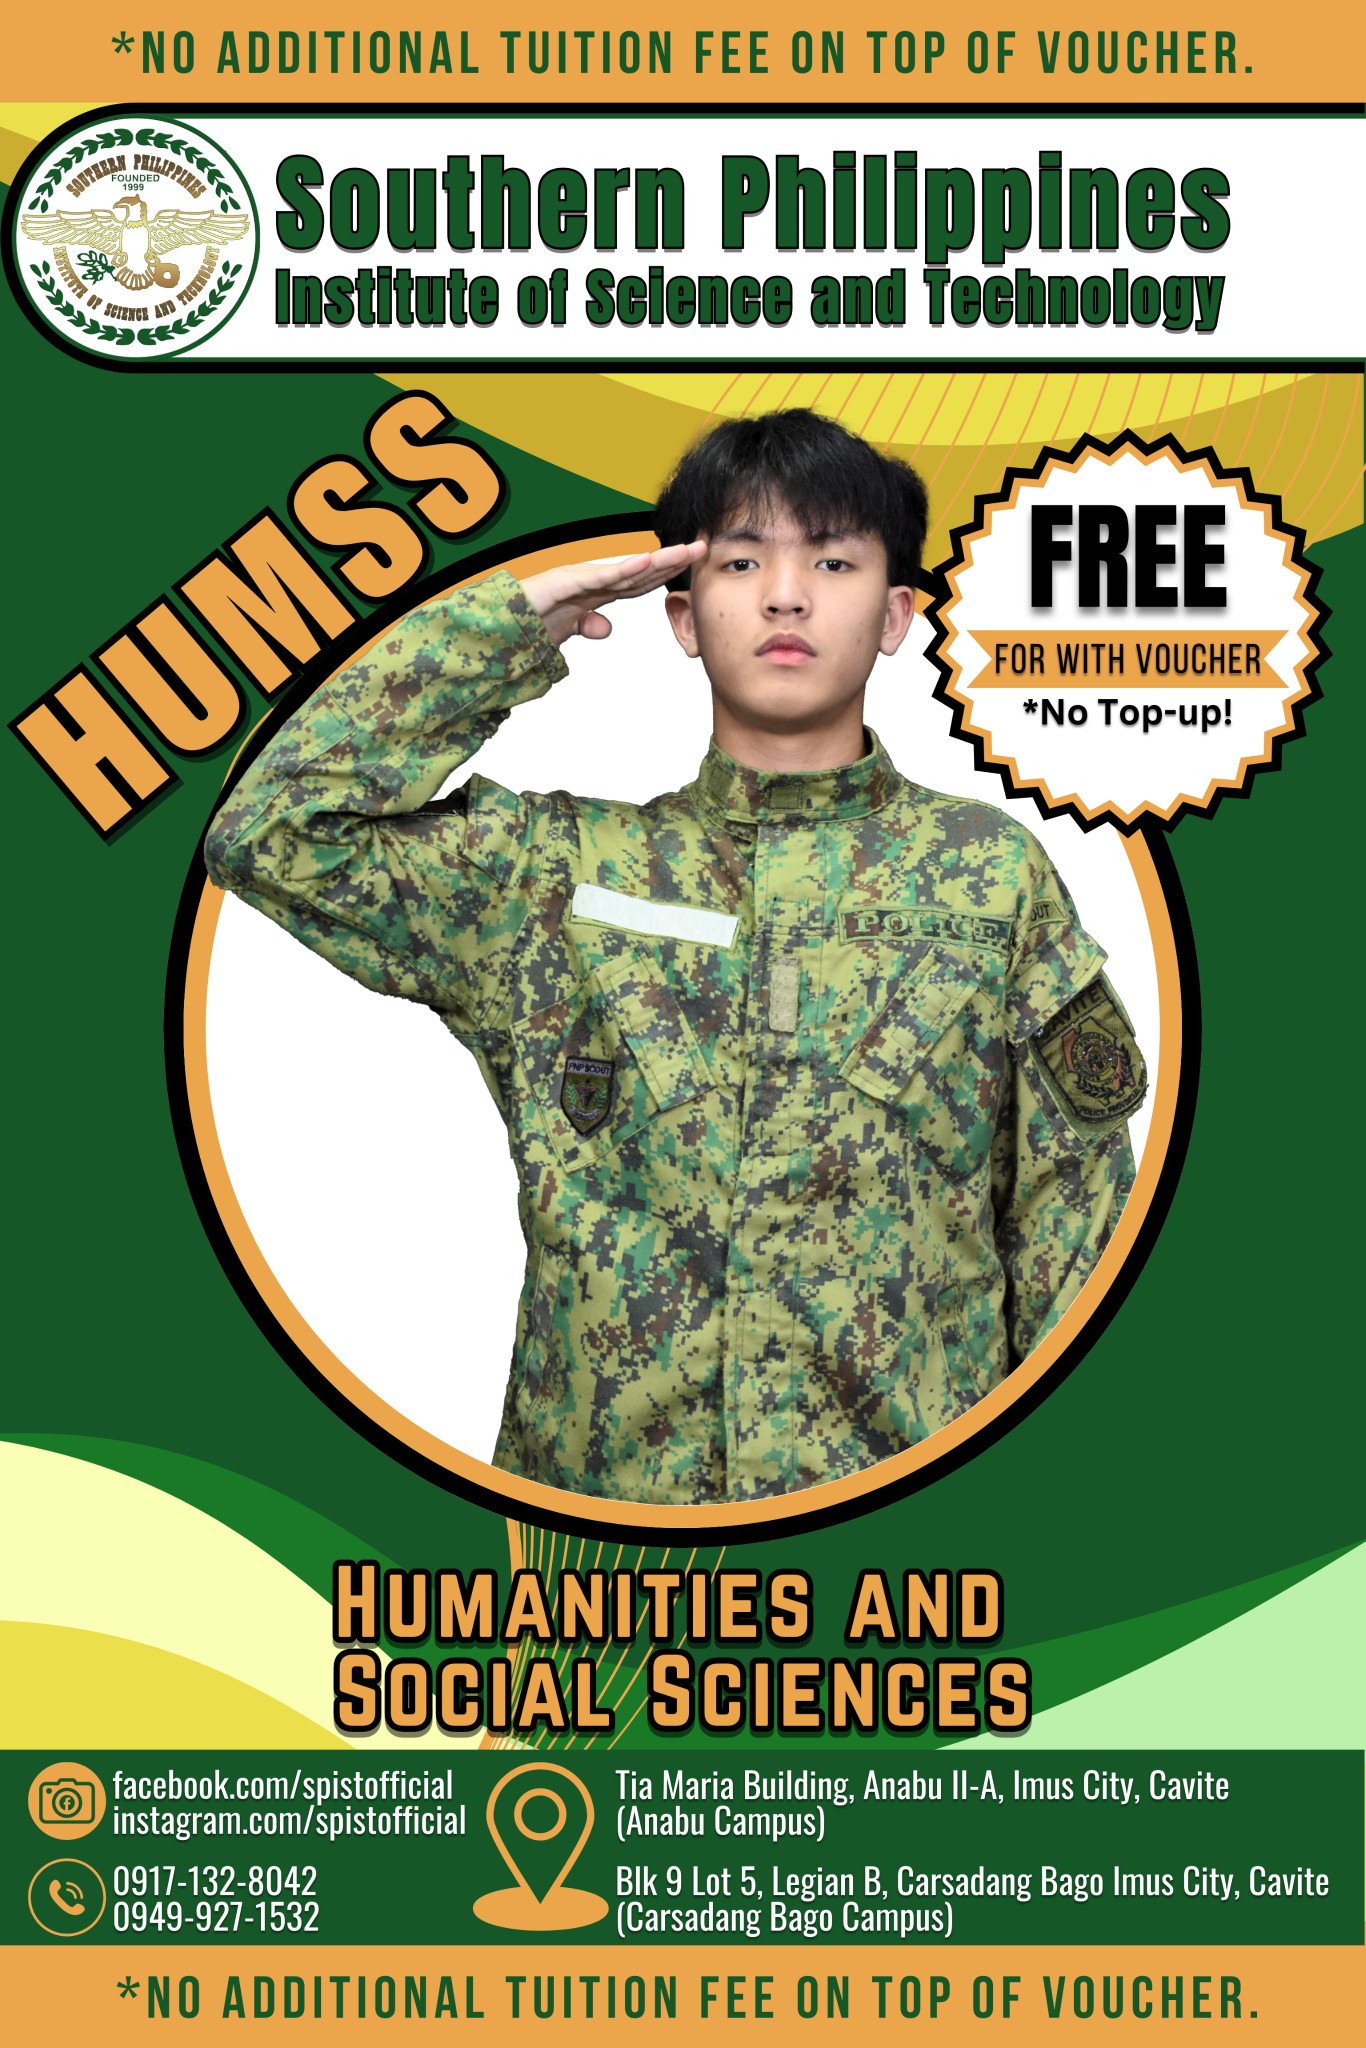 *NO ADDITIONAL TUITION FEE ON TOP OF VOUCHER.
SOUTHERN PHILIPPINES
FOUNDED
1999
INSTITUTE OF SCIENCE AND TECHNOLOGY
Southern Philippines
Institute of Science and Technology
HUMSS
FREE
FOR WITH VOUCHER
*No Top-up!
POLICE
OUT
CAVITE
PNP SCOUT
HUMANITIES AND
SOCIAL SCIENCES
facebook.com/spistofficial
instagram.com/spistofficial
0917-132-8042
0949-927-1532
Tia Maria Building, Anabu II-A, Imus City, Cavite
(Anabu Campus)
Blk 9 Lot 5, Legian B, Carsadang Bago Imus City, Cavite
(Carsadang Bago Campus)
*NO ADDITIONAL TUITION FEE ON TOP OF VOUCHER.